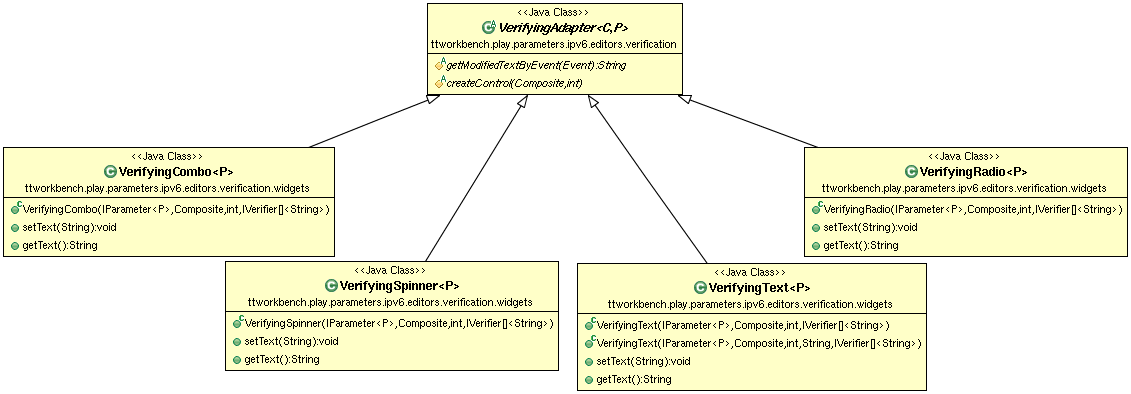 <<Java Class>>
VerifyingAdapter<C,P>
ttworkbench.play.parameters.ipv6.editors.verification
getModifiedTextByEvent(Event):String
createControl(Composite,int)
<<Java Class>>
VerifyingCombo<P>
ttworkbench.play.parameters.ipv6.editors.verification.widgets
VerifyingCombo(IParameter<P>,Composite,int,IVerifier[]<String>)
setText(String):void
getText():String
<<Java Class>>
VerifyingRadio<P>
ttworkbench.play.parameters.ipv6.editors.verification.widgets
VerifyingRadio(IParameter<P>,Composite,int,IVerifier[]<String>)
setText(String):void
getText():String
<<Java Class>>
VerifyingSpinner<P>
ttworkbench.play.parameters.ipv6.editors.verification.widgets
VerifyingSpinner(IParameter<P>,Composite,int,IVerifier[]<String>)
setText(String):void
getText():String
<<Java Class>>
VerifyingText<P>
ttworkbench.play.parameters.ipv6.editors.verification.widgets
VerifyingText(IParameter<P>,Composite,int,IVerifier[]<String>)
VerifyingText(IParameter<P>,Composite,int,String,IVerifier[]<String>)
setText(String):void
getText():String